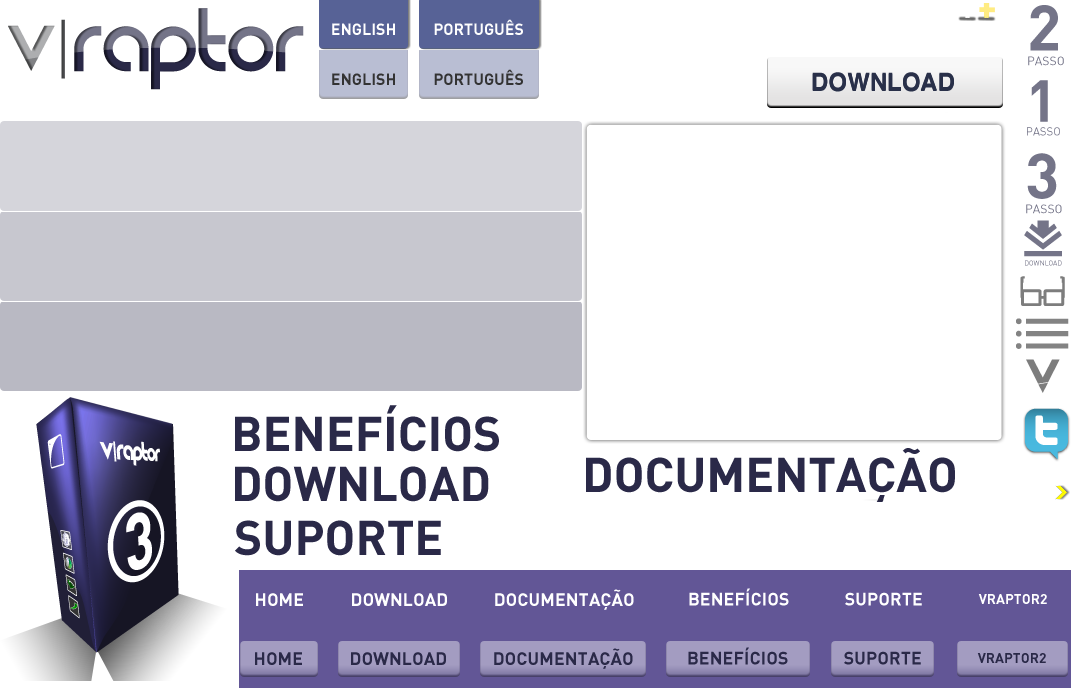 V|raptor
ENGLISH PORTUGUÊS
ENGLISH PORTUGUÊS
DOWNLOAD
2
PASSO
1
PASSO
3
PASSO
DOWNLOAD
V|raptor
3
BENEFÍCIOS
DOWNLOAD
SUPORTE
DOCUMENTAÇÃO
HOME DOWNLOAD DOCUMENTAÇÃO BENEFÍCIOS SUPORTE VRAPTOR2
HOME DOWNLOAD DOCUMENTAÇÃO BENEFÍCIOS SUPORTE VRAPTOR2